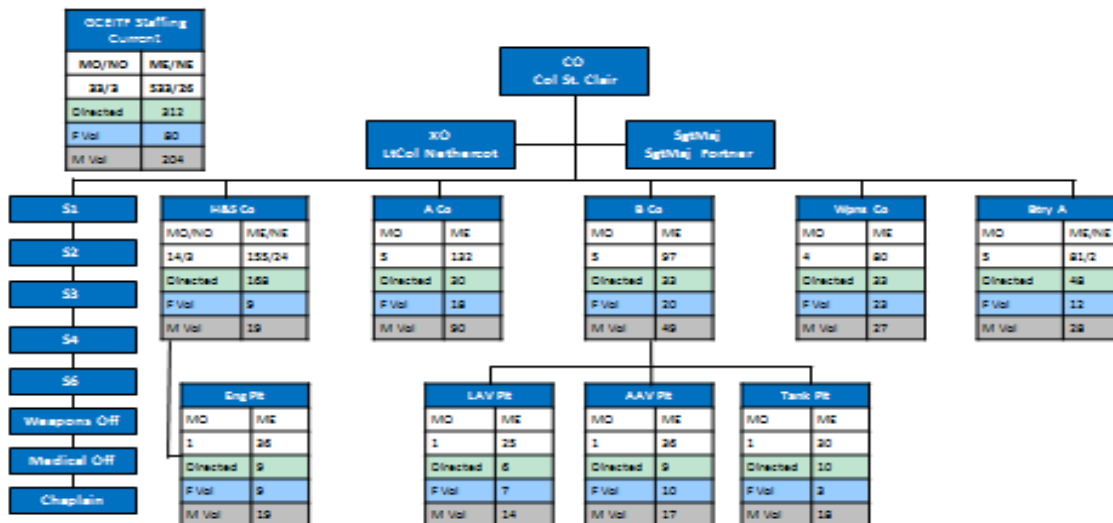 GCEITF Staffing
Current
MO/NO ME/NE
33/3 533/26
Directed 312
F Vol 80
M Vol 204
CO
Col St. Clair
XO
LtCol Nethercot
SgtMaj
SgtMaj Fortner
S1
S2
S3
S4
S6
Weapons Off
Medical Off
Chaplain
H&S Co
MO/NO ME/NE
14/3 155/24
Directed 168
F Vol 9
M Vol 19
A Co
MO ME
5 132
Directed 30
F Vol 18
M Vol 90
B Co
MO ME
5 97
Directed 33
F Vol 20
M Vol 49
Wpns Co
MO ME
4 80
Directed 33
F Vol 23
M Vol 27
Btry A
MO ME/NE
5 81/2
Directed 48
F Vol 12
M Vol 28
Eng Plt
MO ME
1 36
Directed 9
F Vol 9
M Vol 19
LAV Plt
MO ME
1 25
Directed 6
F Vol 7
M Vol 14
AAV Plt
MO ME
1 36
Directed 9
F Vol 10
M Vol 17
Tank Plt
MO ME
1 30
Directed 10
F Vol 3
M Vol 18